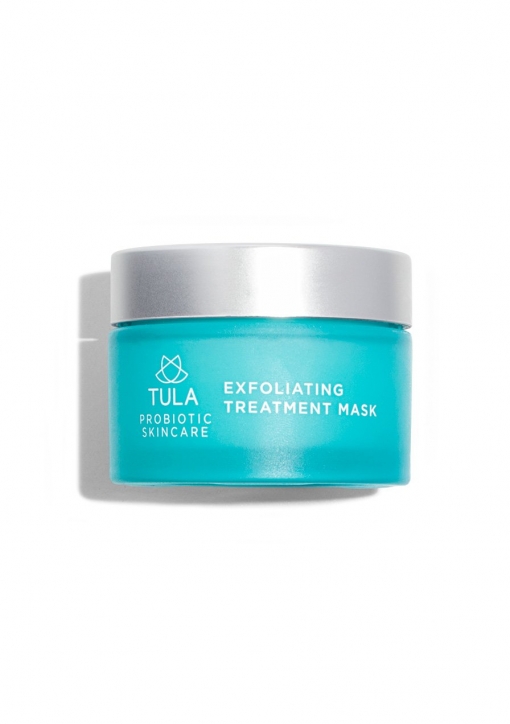 TULA
PROBIOTIC
SKINCARE
EXFOLIATING
TREATMENT MASK